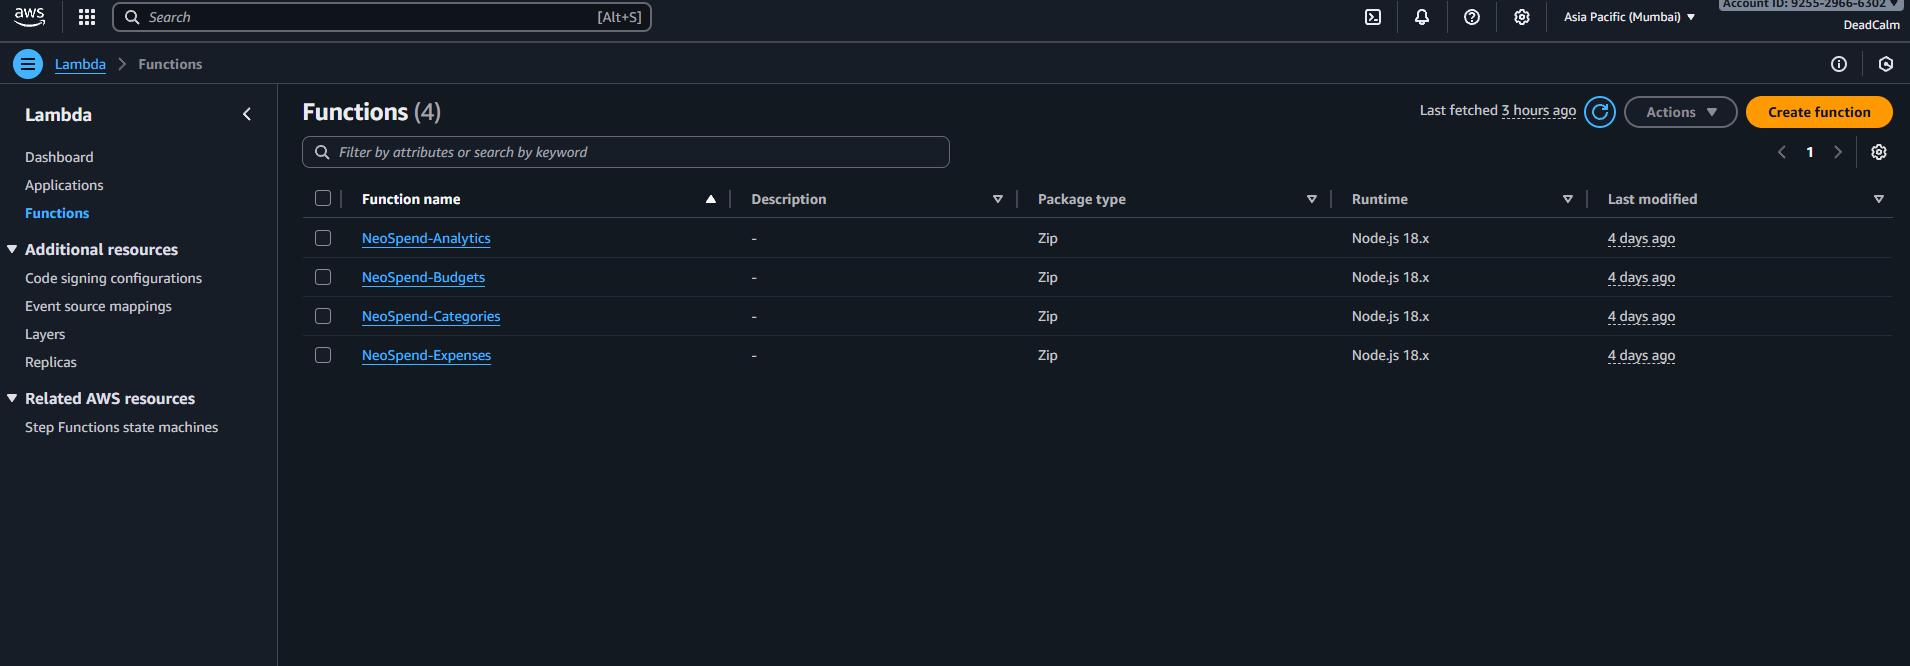 aws
Search [Alt+S]
Asia Pacific (Mumbai)
Account ID: 9255-2966-6302
DeadCalm
Lambda Functions
Lambda
Dashboard
Applications
Functions
Additional resources
Code signing configurations
Event source mappings
Layers
Replicas
Related AWS resources
Step Functions state machines
Functions (4)
Last fetched 3 hours ago
Actions
Create function
Filter by attributes or search by keyword
1
Function name Description Package type Runtime Last modified
NeoSpend-Analytics - Zip Node.js 18.x 4 days ago
NeoSpend-Budgets - Zip Node.js 18.x 4 days ago
NeoSpend-Categories - Zip Node.js 18.x 4 days ago
NeoSpend-Expenses - Zip Node.js 18.x 4 days ago